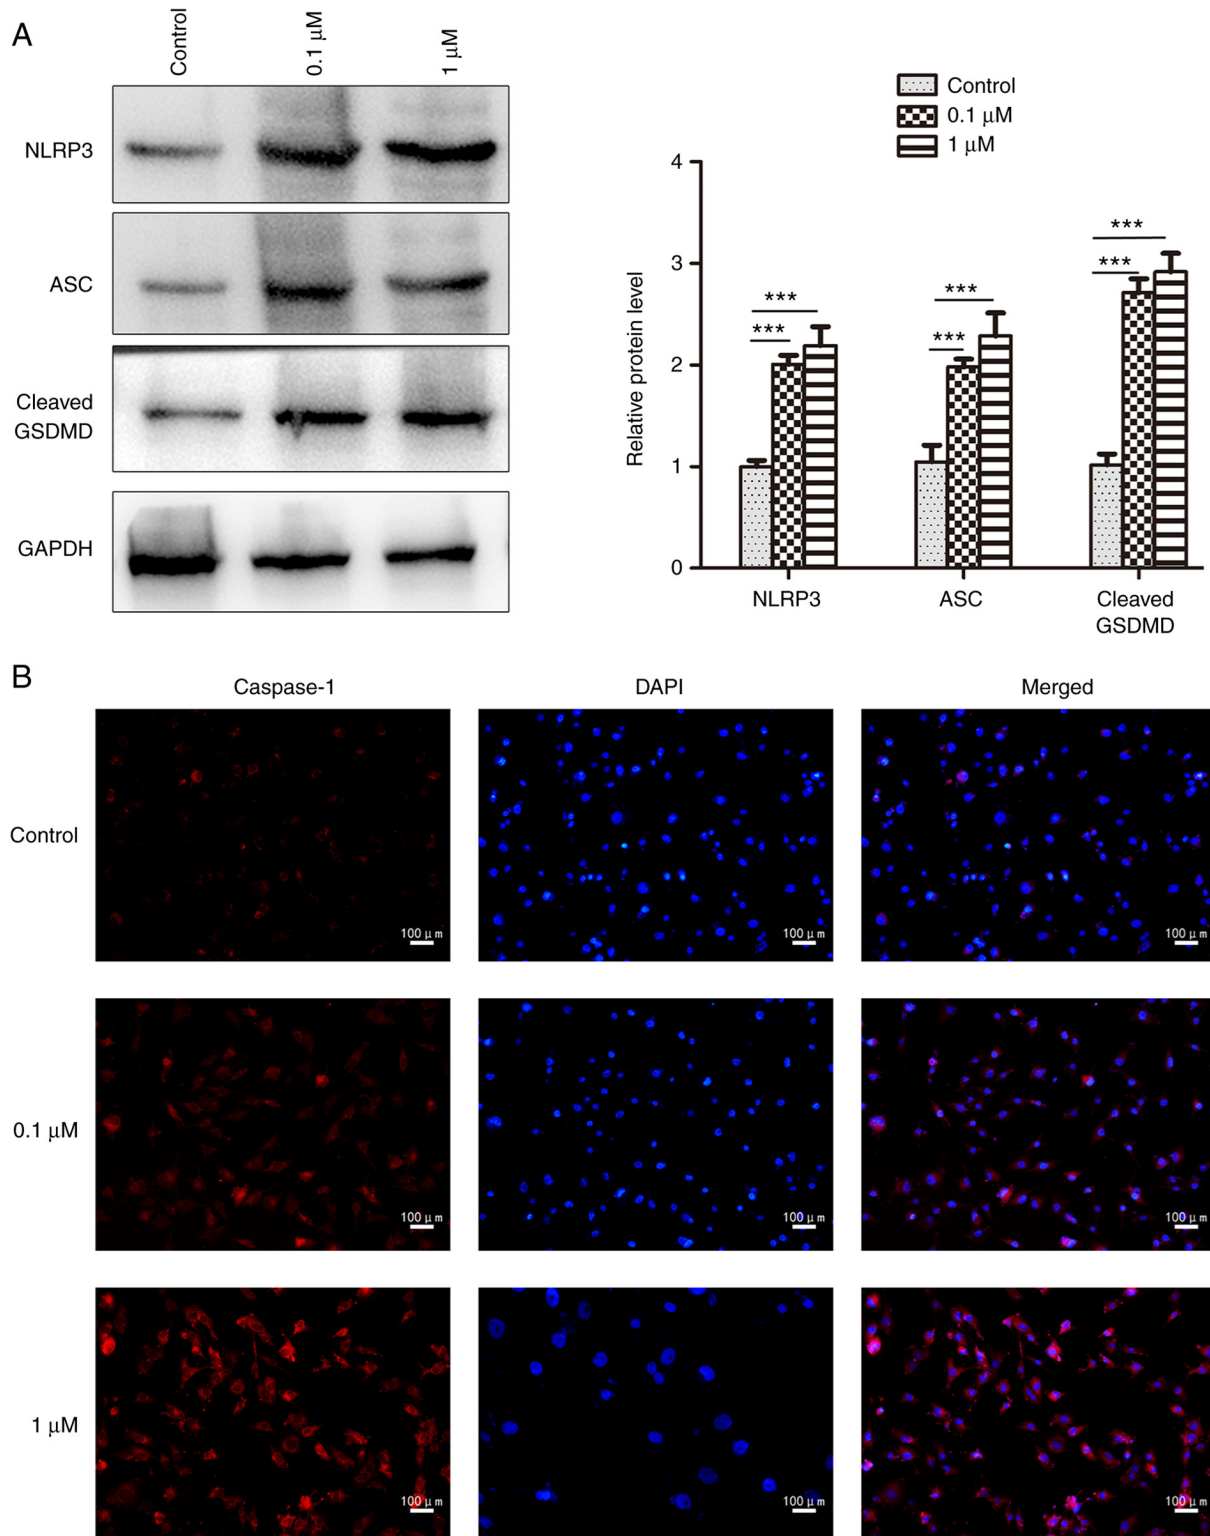 A
Control
0.1 μM
1 μM
NLRP3
ASC
Cleaved
GSDMD
GAPDH
Control
0.1 μM
1 μM
Relative protein level
4
3
2
1
0
***
***
***
***
***
***
NLRP3
ASC
Cleaved
GSDMD
B
Caspase-1
DAPI
Merged
Control
100 μm
100 μm
100 μm
0.1 μM
100 μm
100 μm
100 μm
1 μM
100 μm
100 μm
100 μm